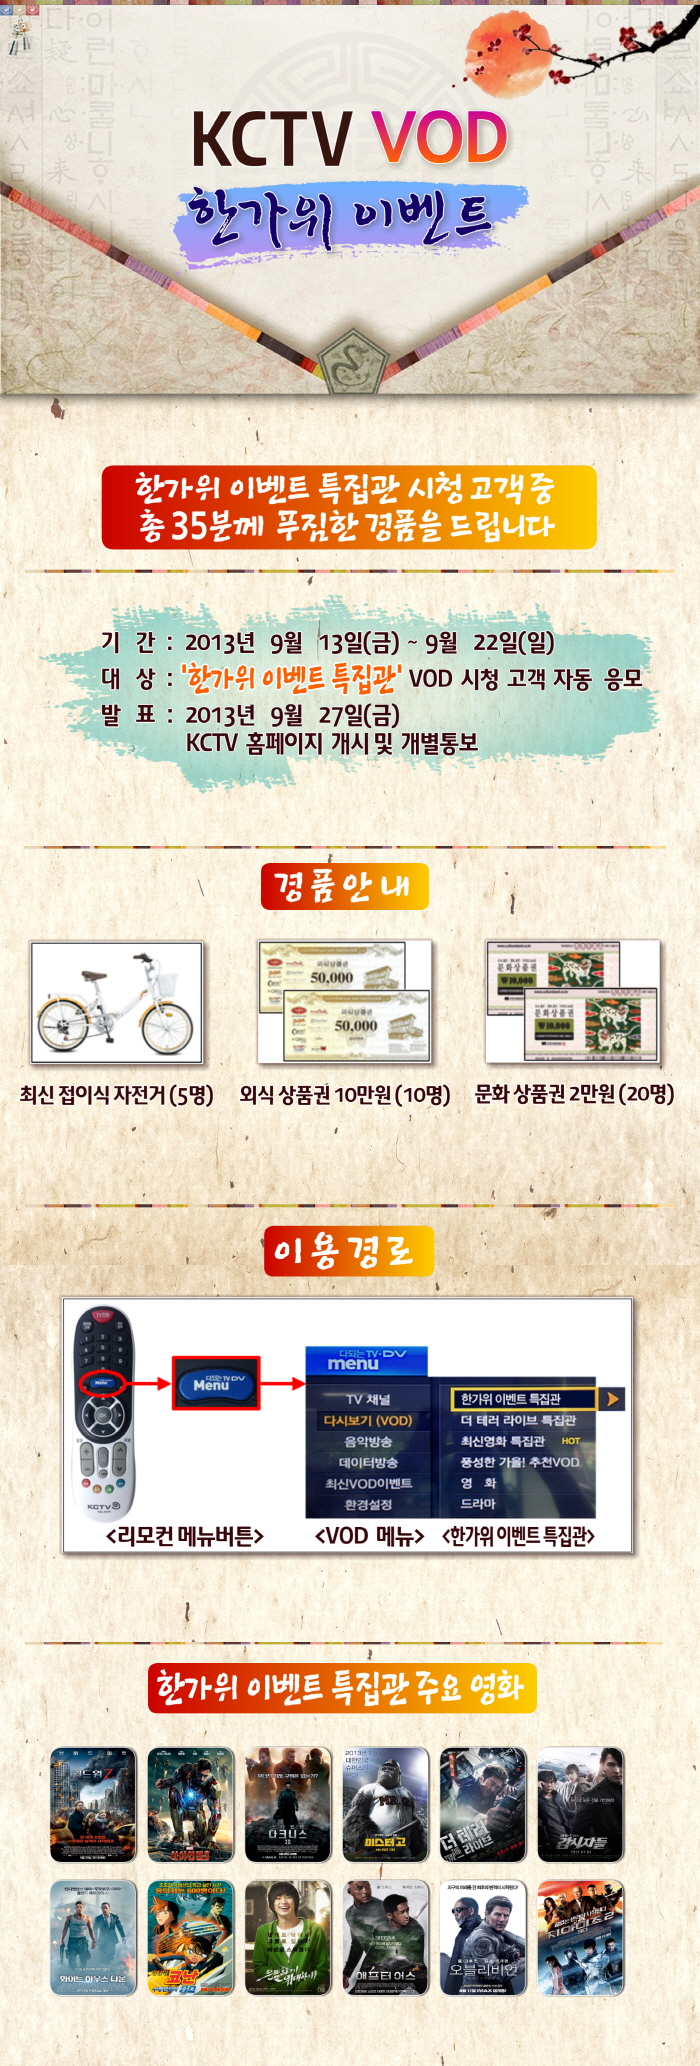 KCTV VOD
한가위 이벤트
한가위 이벤트 특집관 시청 고객 중
총 35분께 푸짐한 경품을 드립니다
기 간 : 2013년 9월 13일(금) ~ 9월 22일(일)
대 상 : '한가위 이벤트 특집관' VOD 시청 고객 자동 응모
발 표 : 2013년 9월 27일(금)
KCTV 홈페이지 개시 및 개별통보
경품안내
외식상품권
50,000
외식상품권
50,000
문화상품권
₩10,000
문화상품권
₩10,000
최신 접이식 자전거 (5명)
외식 상품권 10만원 (10명)
문화 상품권 2만원 (20명)
이용경로
Menu
KCTV
다되는TV·DV
Menu
다되는TV·DV
menu
TV 채널
다시보기 (VOD)
음악방송
데이터방송
최신VOD이벤트
환경설정
한가위 이벤트 특집관
더 테러 라이브 특집관
최신영화 특집관 HOT
풍성한 가을! 추천VOD
영 화
드라마
<리모컨 메뉴버튼>
<VOD 메뉴>
<한가위 이벤트 특집관>
한가위 이벤트 특집관 주요 영화
월드워 Z
아이언맨 3
다크니스
미스터 고
더 테러 라이브
감시자들
화이트 하우스 다운
코난
은밀하게 위대하게
애프터 어스
오블리비언
지.아이.조 2